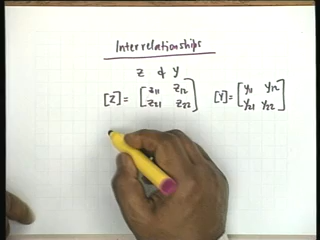 Interrelationships
Z & Y
[Z] = [ z11 z12 [Y] = [ y11 y12
z21 z22 ] y21 y22 ]